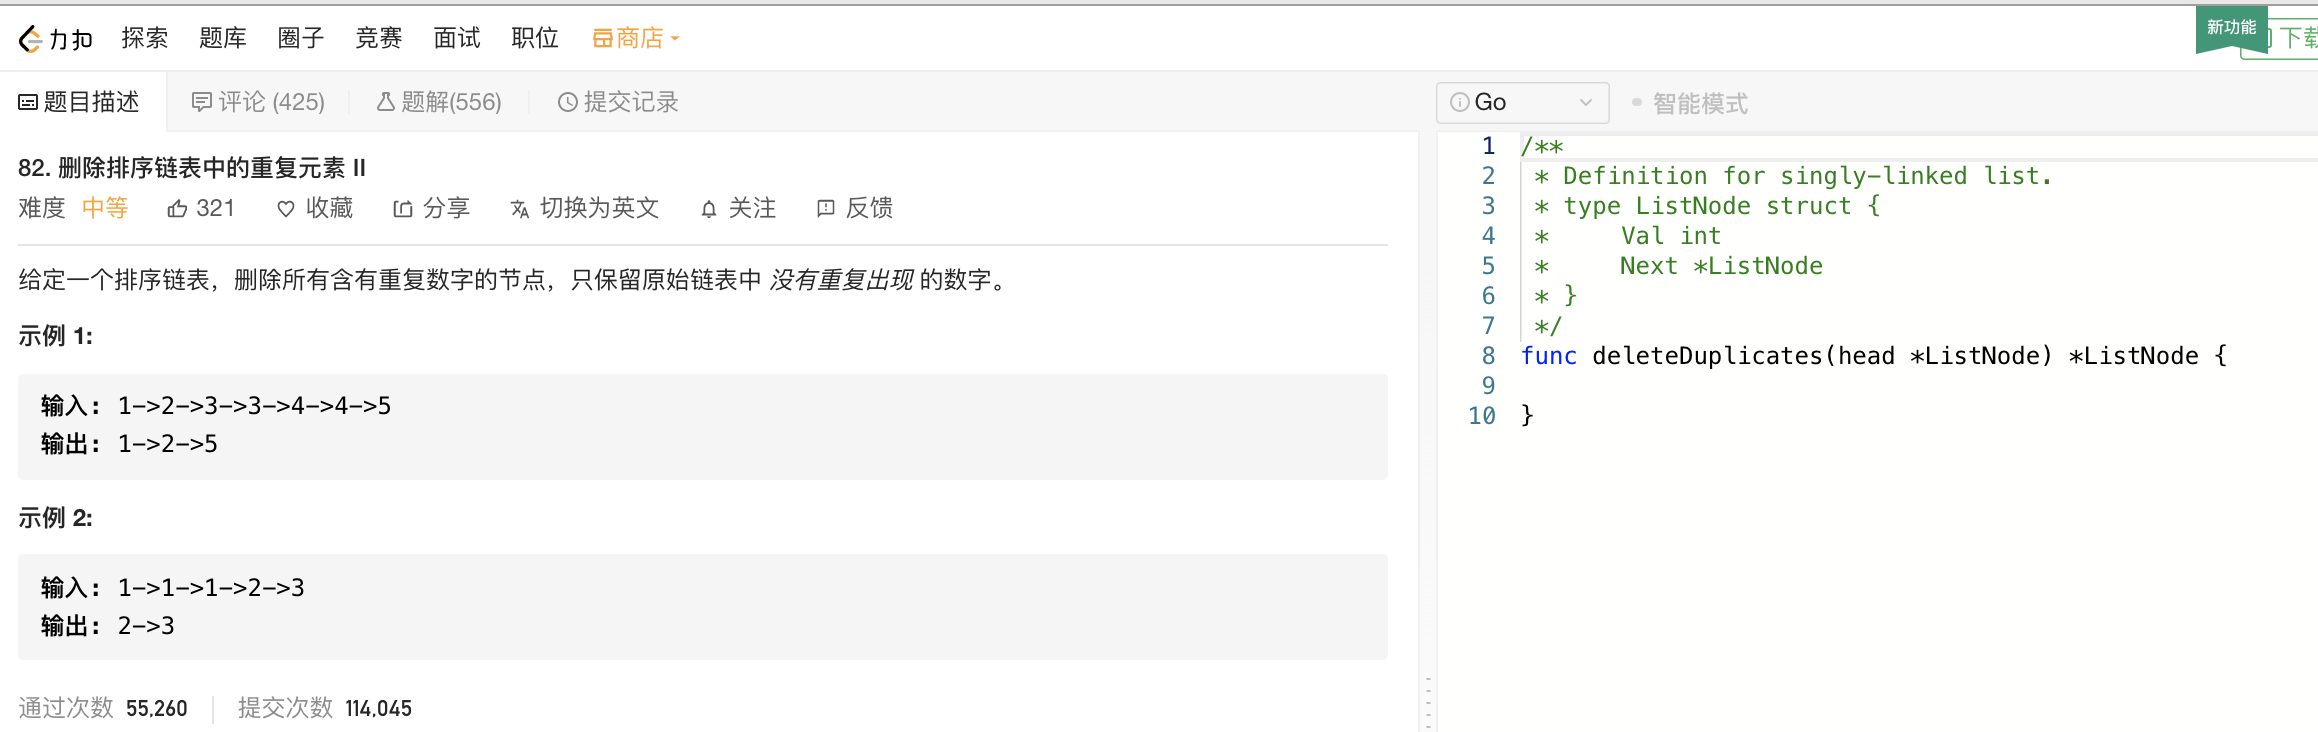 力扣 探索 题库 圈子 竞赛 面试 职位 商店 新功能 下载
题目描述 评论 (425) 题解(556) 提交记录 Go 智能模式
82. 删除排序链表中的重复元素 II
难度 中等 321 收藏 分享 切换为英文 关注 反馈
给定一个排序链表，删除所有含有重复数字的节点，只保留原始链表中 没有重复出现 的数字。
示例 1:
输入: 1->2->3->3->4->4->5
输出: 1->2->5
示例 2:
输入: 1->1->1->2->3
输出: 2->3
通过次数 55,260 提交次数 114,045
1 /**
2 * Definition for singly-linked list.
3 * type ListNode struct {
4 *     Val int
5 *     Next *ListNode
6 * }
7 */
8 func deleteDuplicates(head *ListNode) *ListNode {
9
10 }